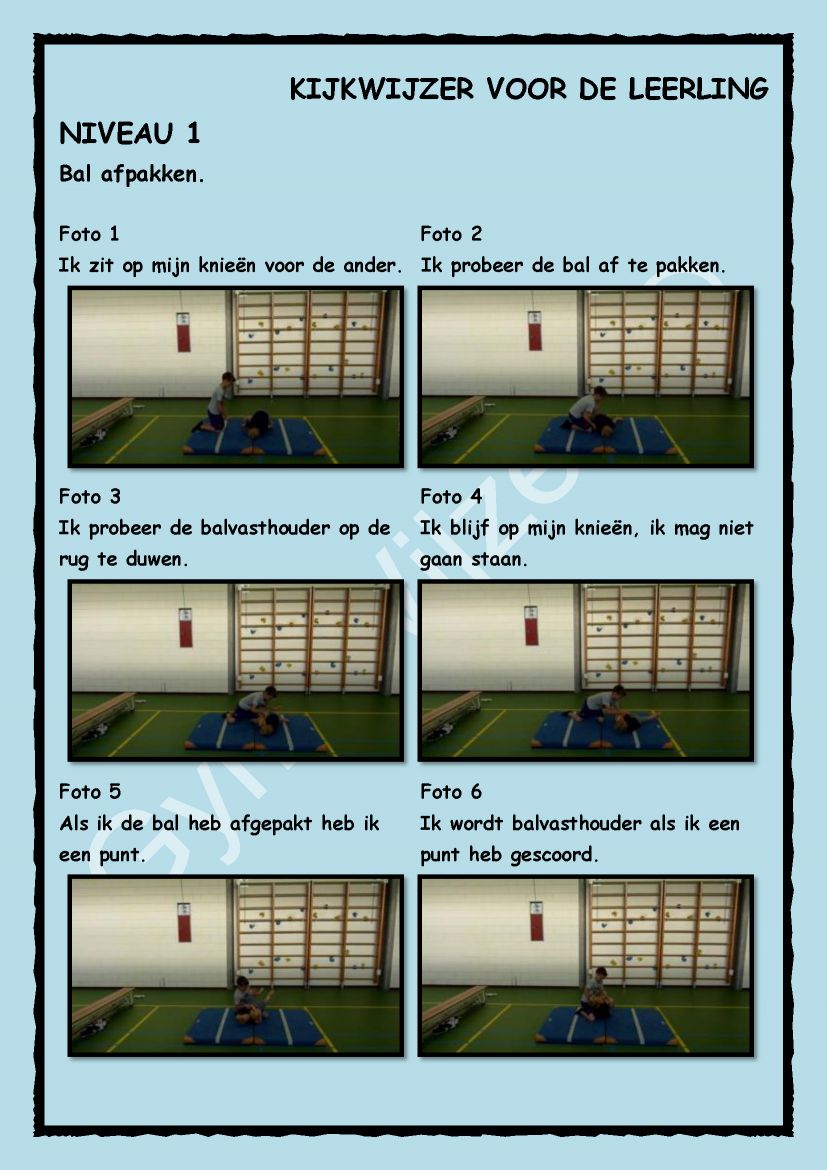 KIJKWIJZER VOOR DE LEERLING
NIVEAU 1
Bal afpakken.
Foto 1
Ik zit op mijn knieën voor de ander.
Foto 2
Ik probeer de bal af te pakken.
Foto 3
Ik probeer de balvasthouder op de
rug te duwen.
Foto 4
Ik blijf op mijn knieën, ik mag niet
gaan staan.
Foto 5
Als ik de bal heb afgepakt heb ik
een punt.
Foto 6
Ik wordt balvasthouder als ik een
punt heb gescoord.